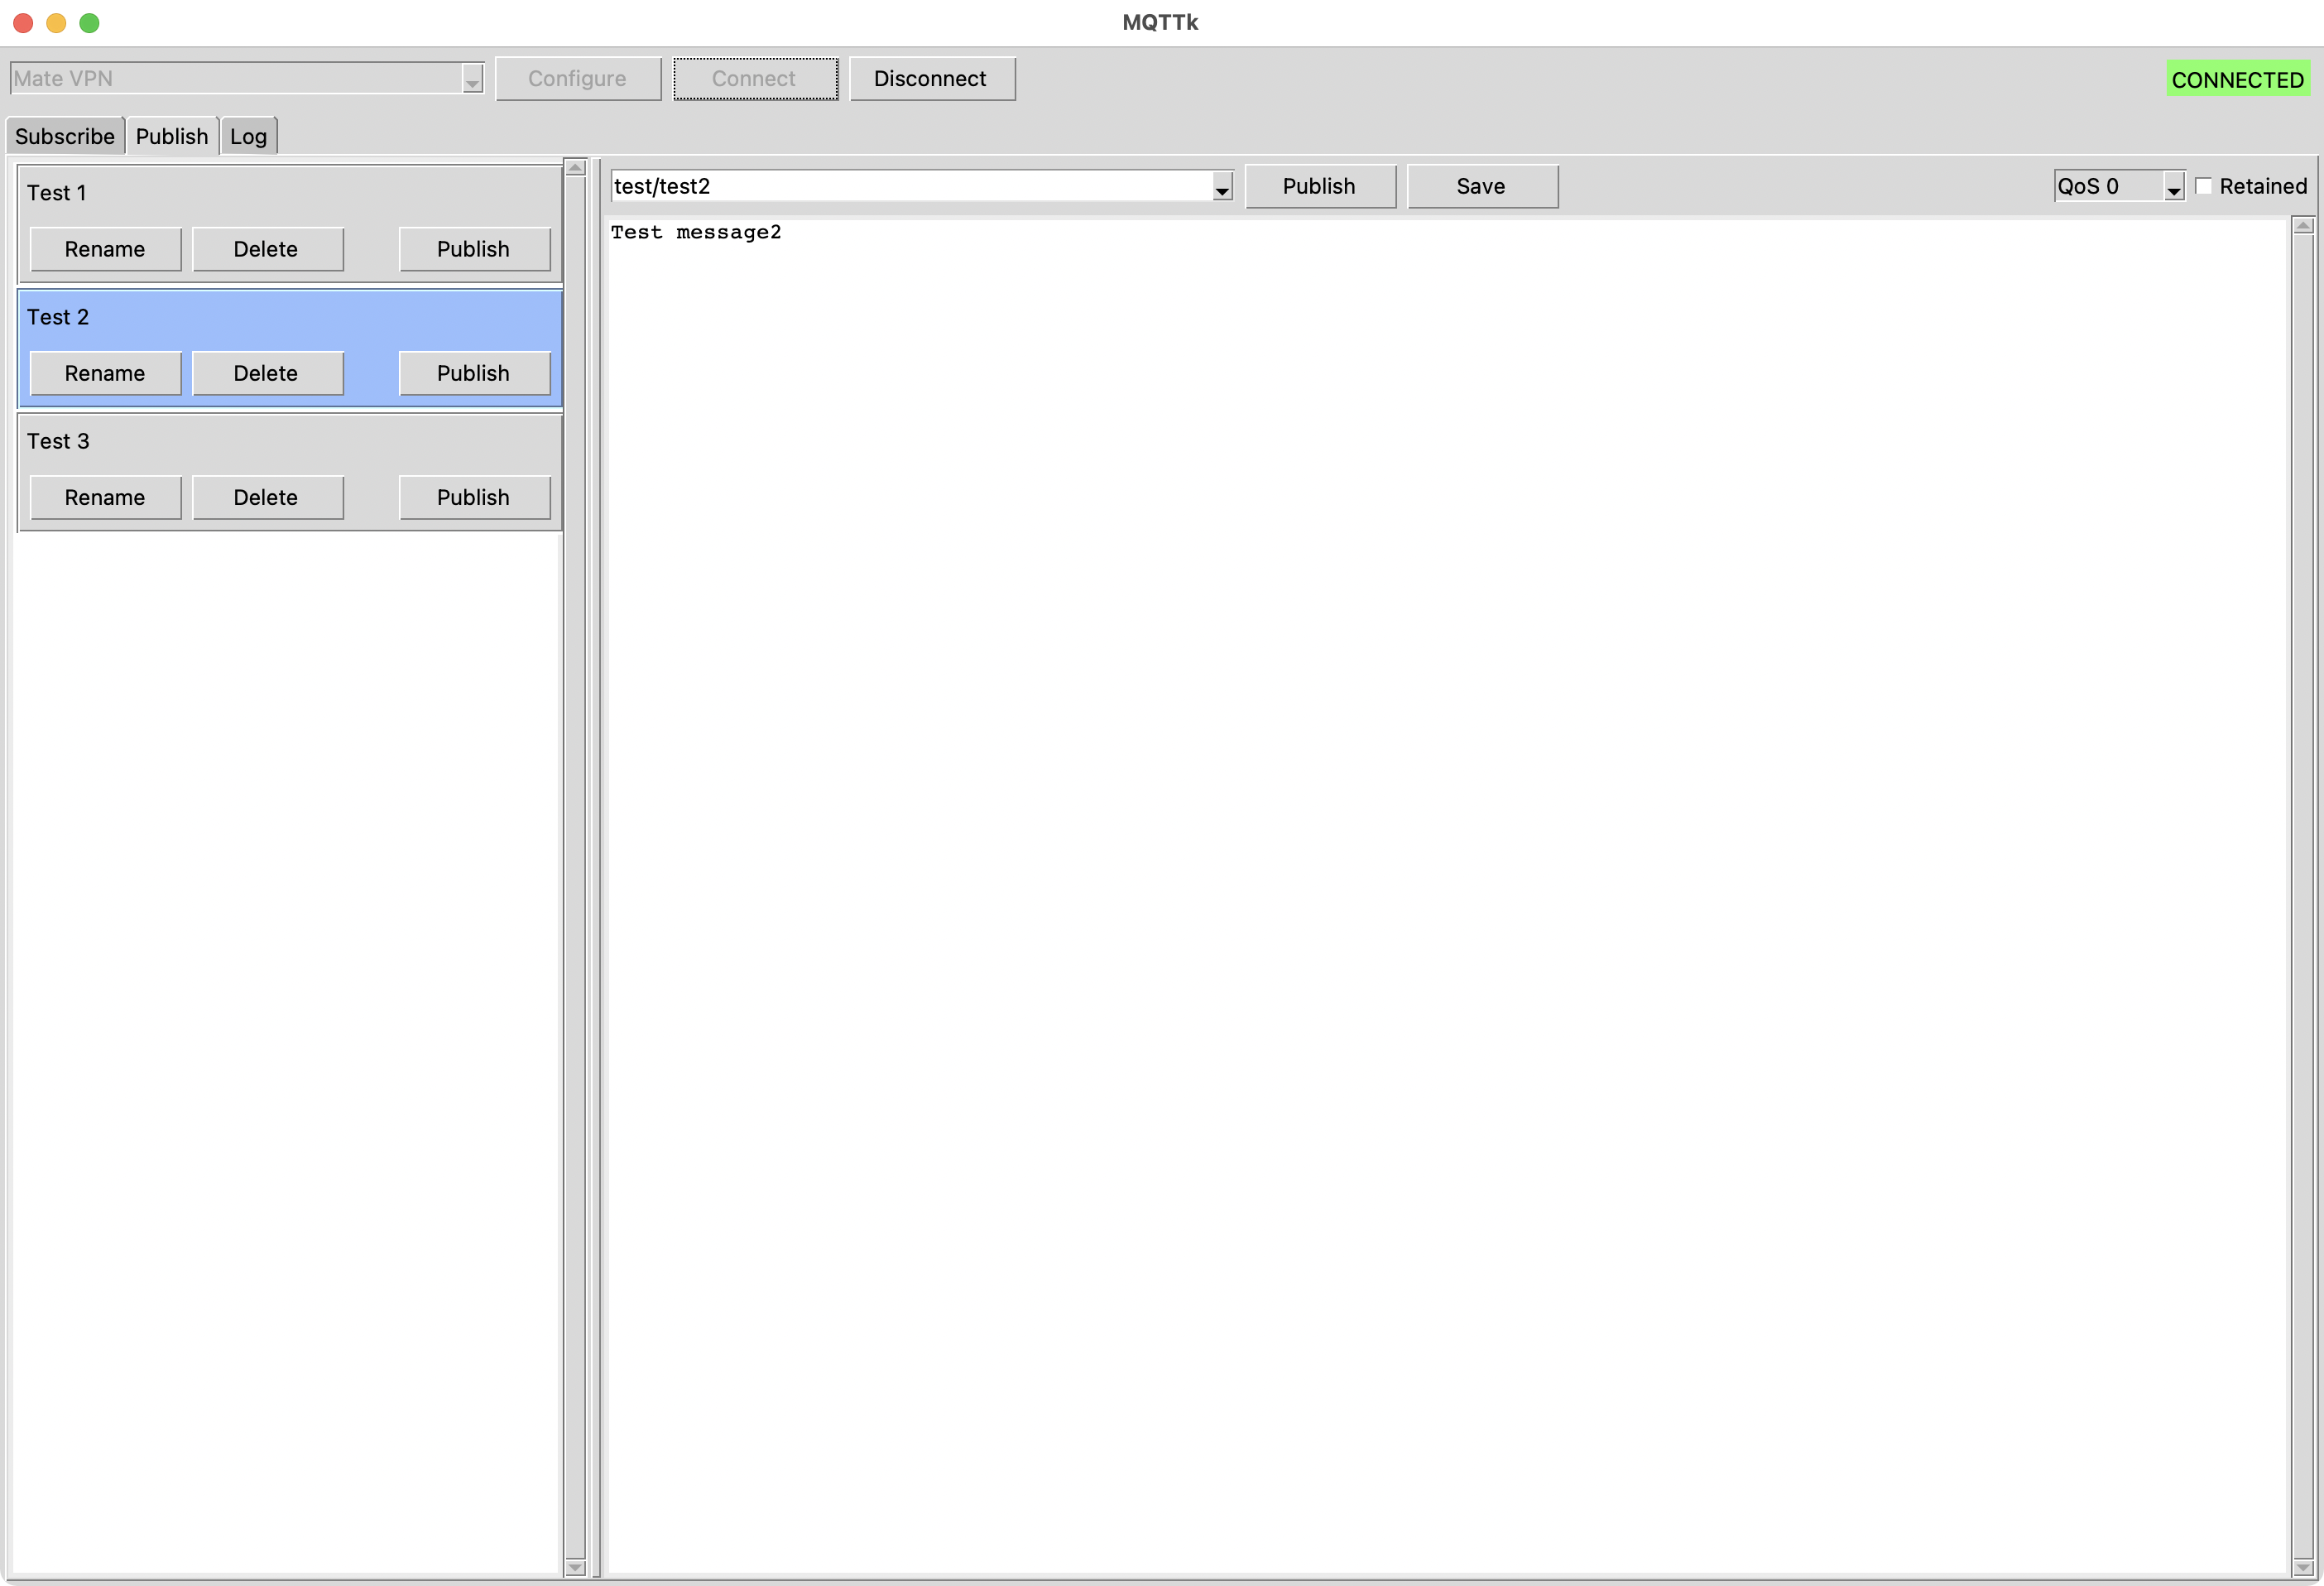 MQTTk
Mate VPN Configure Connect Disconnect CONNECTED
Subscribe Publish Log
test/test2 Publish Save QoS 0 Retained
Test 1
Rename Delete Publish
Test 2
Rename Delete Publish
Test 3
Rename Delete Publish
Test message2